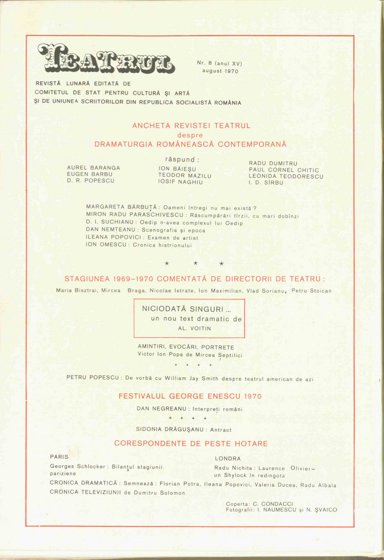 TEATRUL
Nr. 8 (anul XV)
august 1970
REVISTĂ LUNARĂ EDITATĂ DE
COMITETUL DE STAT PENTRU CULTURĂ ŞI ARTĂ
ŞI DE UNIUNEA SCRIITORILOR DIN REPUBLICA SOCIALISTĂ ROMÂNIA
ANCHETA REVISTEI TEATRUL
despre
DRAMATURGIA ROMÂNEASCĂ CONTEMPORANĂ
răspund :
AUREL BARANGA
EUGEN BARBU
D. R. POPESCU
ION BĂIEŞU
TEODOR MAZILU
IOSIF NAGHIU
RADU DUMITRU
PAUL CORNEL CHITIC
LEONIDA TEODORESCU
I. D. SÎRBU
MARGARETA BĂRBUŢĂ : Oameni întregi nu mai există ?
MIRON RADU PARASCHIVESCU : Răscumpărări tîrzii, cu mari dobînzi
D. I. SUCHIANU : Oedip n-avea complexul lui Oedip
DAN NEMTEANU : Scenografia şi epoca
ILEANA POPOVICI : Examen de artist
ION OMESCU : Cronica histrionului
* * *
STAGIUNEA 1969–1970 COMENTATĂ DE DIRECTORII DE TEATRU :
Maria Bisztrai, Mircea Braga, Nicolae Istrate, Ion Maximilian, Vlad Sorianu, Petru Stoican
NICIODATĂ SINGURI ...
un nou text dramatic de
AL. VOITIN
AMINTIRI, EVOCĂRI, PORTRETE
Victor Ion Popa de Mircea Septilici
* * * *
PETRU POPESCU : De vorbă cu William Jay Smith despre teatrul american de azi
FESTIVALUL GEORGE ENESCU 1970
DAN NEGREANU : Interpreţi români
* * * *
SIDONIA DRĂGUŞANU : Antract
CORESPONDENTE DE PESTE HOTARE
PARIS
Georges Schlocker : Bilanţul stagiunii
pariziene
LONDRA
Radu Nichita : Laurence Olivier—
un Shylock în redingota
CRONICA DRAMATICĂ : Semnează : Florian Potra, Ileana Popovici, Valeria Ducea, Radu Albala
CRONICA TELEVIZIUNII de Dumitru Solomon
Coperta : C. CONDACCI
Fotografii : I. NAUMESCU şi N. ŞVAICO